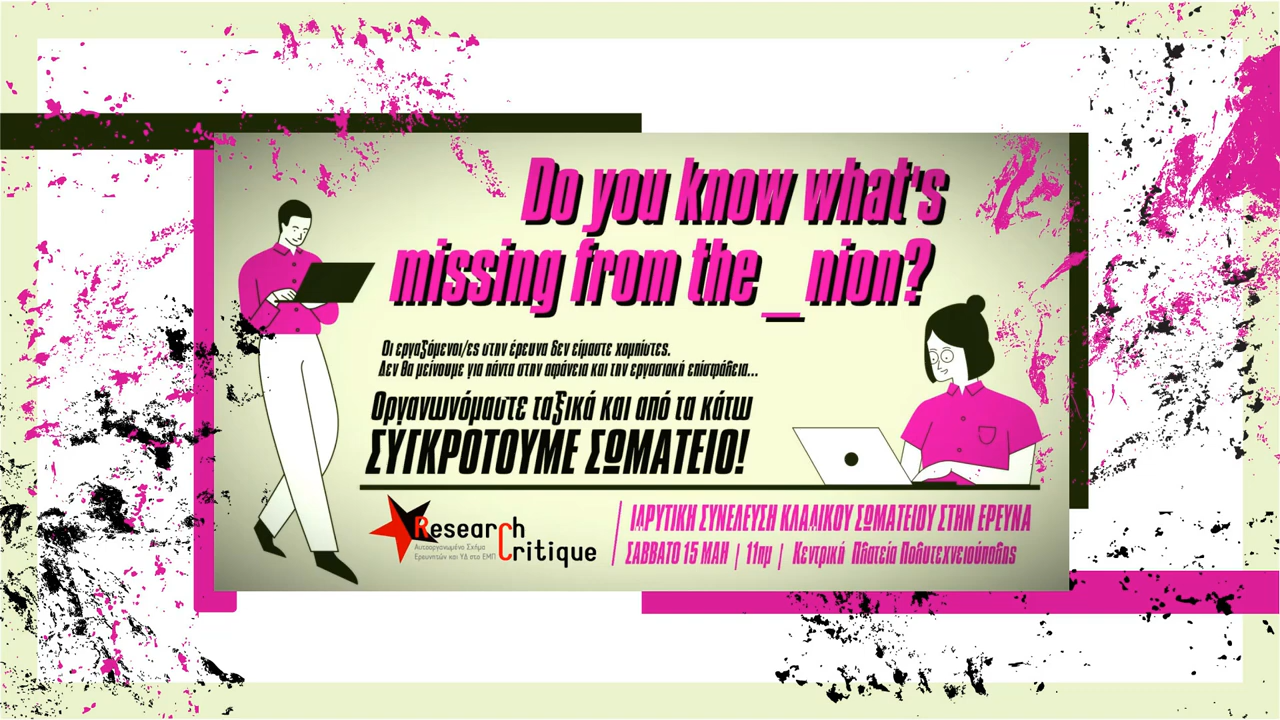 Do you know what's
missing from the_nion?
Οι εργαζόμενοι/ες στην έρευνα δεν είμαστε χομπίστες.
Δεν θα μείνουμε για πάντα στην αφάνεια και την εργασιακή επισφάλεια...
Οργανωνόμαστε ταξικά και από τα κάτω
ΣΥΓΚΡΟΤΟΥΜΕ ΣΩΜΑΤΕΙΟ!
Research
Αυτοοργανωμένο Σχήμα
Ερευνητών και ΥΔ στο ΕΜΠ
Critique
ΙΔΡΥΤΙΚΗ ΣΥΝΕΛΕΥΣΗ ΚΛΑΔΙΚΟΥ ΣΩΜΑΤΕΙΟΥ ΣΤΗΝ ΕΡΕΥΝΑ
ΣΑΒΒΑΤΟ 15 ΜΑΗ | 11πμ | Κεντρική Πλατεία Πολυτεχνειούπολης